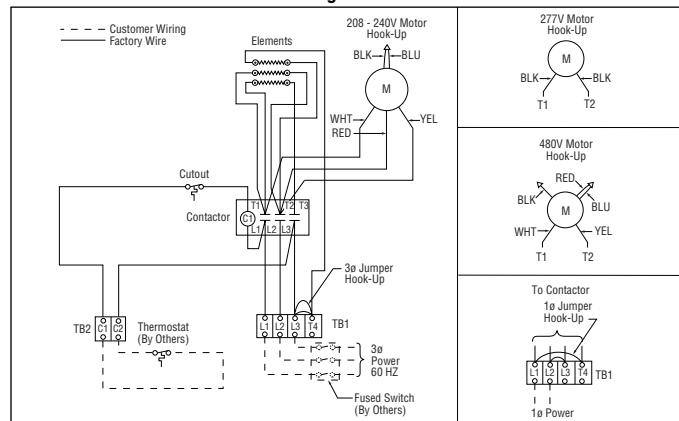 Customer Wiring
Factory Wire
Elements
208 - 240V Motor
Hook-Up
BLK
BLU
M
WHT
RED
YEL
Cutout
Contactor
C1
T1
T2
T3
L1
L2
L3
3ø Jumper
Hook-Up
TB2
C1
C2
Thermostat
(By Others)
L1
L2
L3
T4
TB1
3ø
Power
60 HZ
Fused Switch
(By Others)
277V Motor
Hook-Up
M
BLK
BLK
T1
T2
480V Motor
Hook-Up
RED
BLK
BLU
M
WHT
YEL
T1
T2
To Contactor
1ø Jumper
Hook-Up
L1
L2
L3
T4
TB1
1ø Power